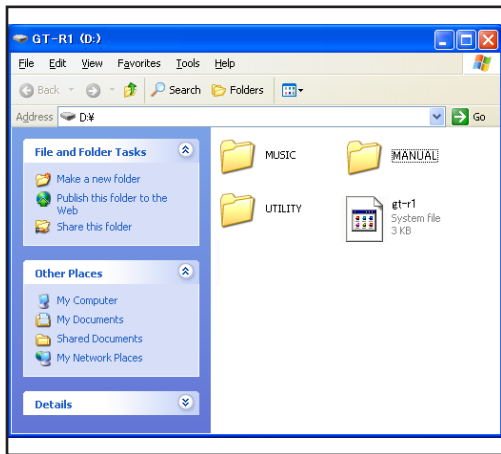 GT-R1 (D:)
File Edit View Favorites Tools Help
Back Search Folders
Address D:¥ Go
File and Folder Tasks
Make a new folder
Publish this folder to the
Web
Share this folder
Other Places
My Computer
My Documents
Shared Documents
My Network Places
Details
MUSIC MANUAL
UTILITY gt-r1
System file
3 KB